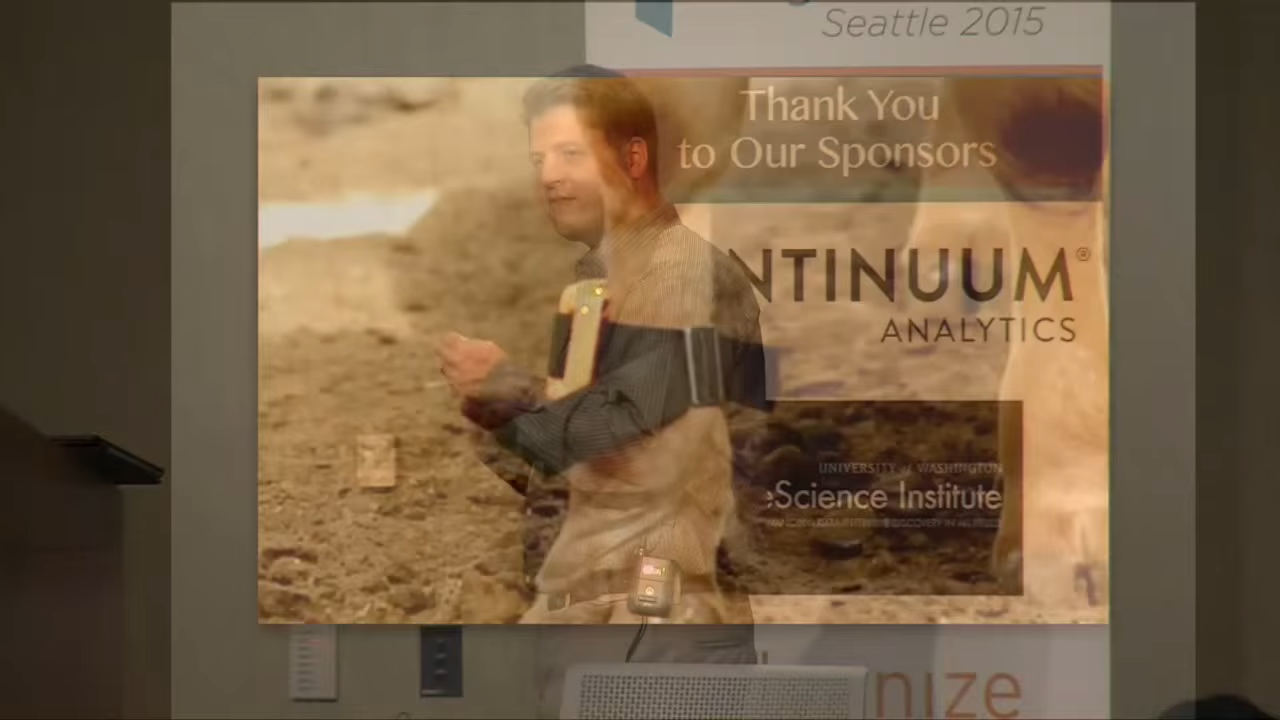 Seattle 2015
Thank You
to Our Sponsors
NTINUUM®
ANALYTICS
UNIVERSITY of WASHINGTON
eScience Institute
nize